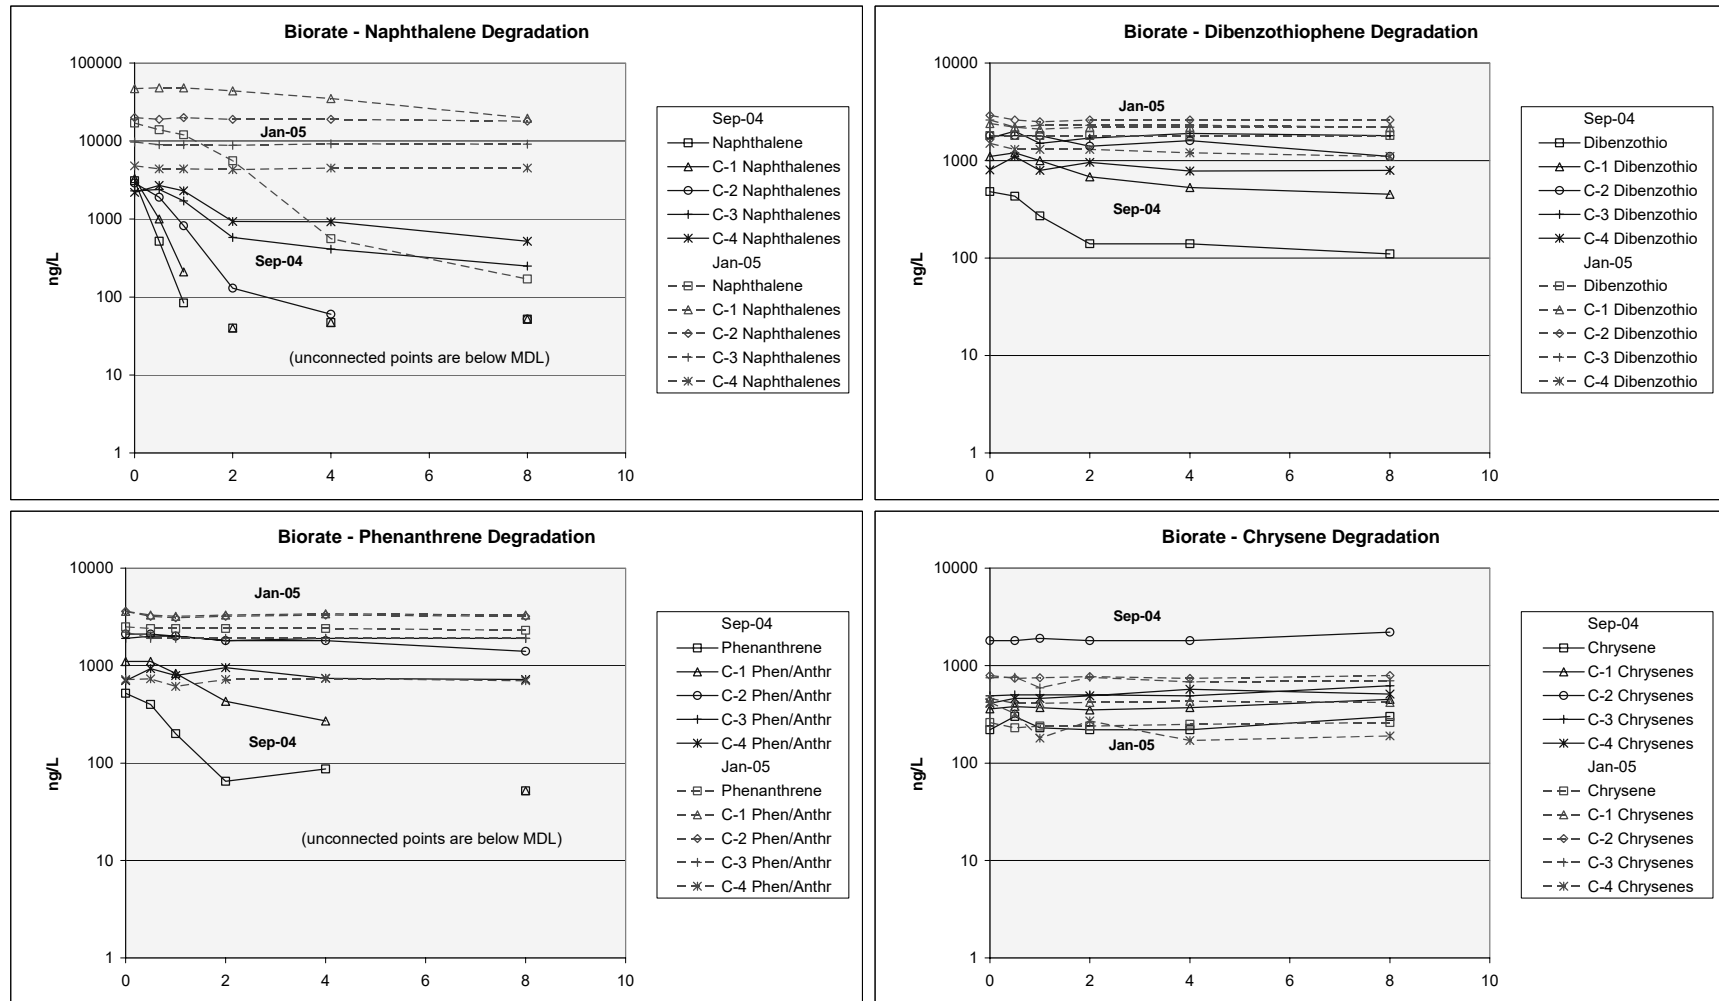 Biorate - Naphthalene Degradation
100000
10000
1000
100
10
1
ng/L
0 2 4 6 8 10
Jan-05
Sep-04
(unconnected points are below MDL)
Sep-04
Naphthalene
C-1 Naphthalenes
C-2 Naphthalenes
C-3 Naphthalenes
C-4 Naphthalenes
Jan-05
Naphthalene
C-1 Naphthalenes
C-2 Naphthalenes
C-3 Naphthalenes
C-4 Naphthalenes
Biorate - Dibenzothiophene Degradation
10000
1000
100
10
1
ng/L
0 2 4 6 8 10
Jan-05
Sep-04
Sep-04
Dibenzothio
C-1 Dibenzothio
C-2 Dibenzothio
C-3 Dibenzothio
C-4 Dibenzothio
Jan-05
Dibenzothio
C-1 Dibenzothio
C-2 Dibenzothio
C-3 Dibenzothio
C-4 Dibenzothio
Biorate - Phenanthrene Degradation
10000
1000
100
10
1
ng/L
0 2 4 6 8 10
Jan-05
Sep-04
(unconnected points are below MDL)
Sep-04
Phenanthrene
C-1 Phen/Anthr
C-2 Phen/Anthr
C-3 Phen/Anthr
C-4 Phen/Anthr
Jan-05
Phenanthrene
C-1 Phen/Anthr
C-2 Phen/Anthr
C-3 Phen/Anthr
C-4 Phen/Anthr
Biorate - Chrysene Degradation
10000
1000
100
10
1
ng/L
0 2 4 6 8 10
Sep-04
Jan-05
Sep-04
Chrysene
C-1 Chrysenes
C-2 Chrysenes
C-3 Chrysenes
C-4 Chrysenes
Jan-05
Chrysene
C-1 Chrysenes
C-2 Chrysenes
C-3 Chrysenes
C-4 Chrysenes